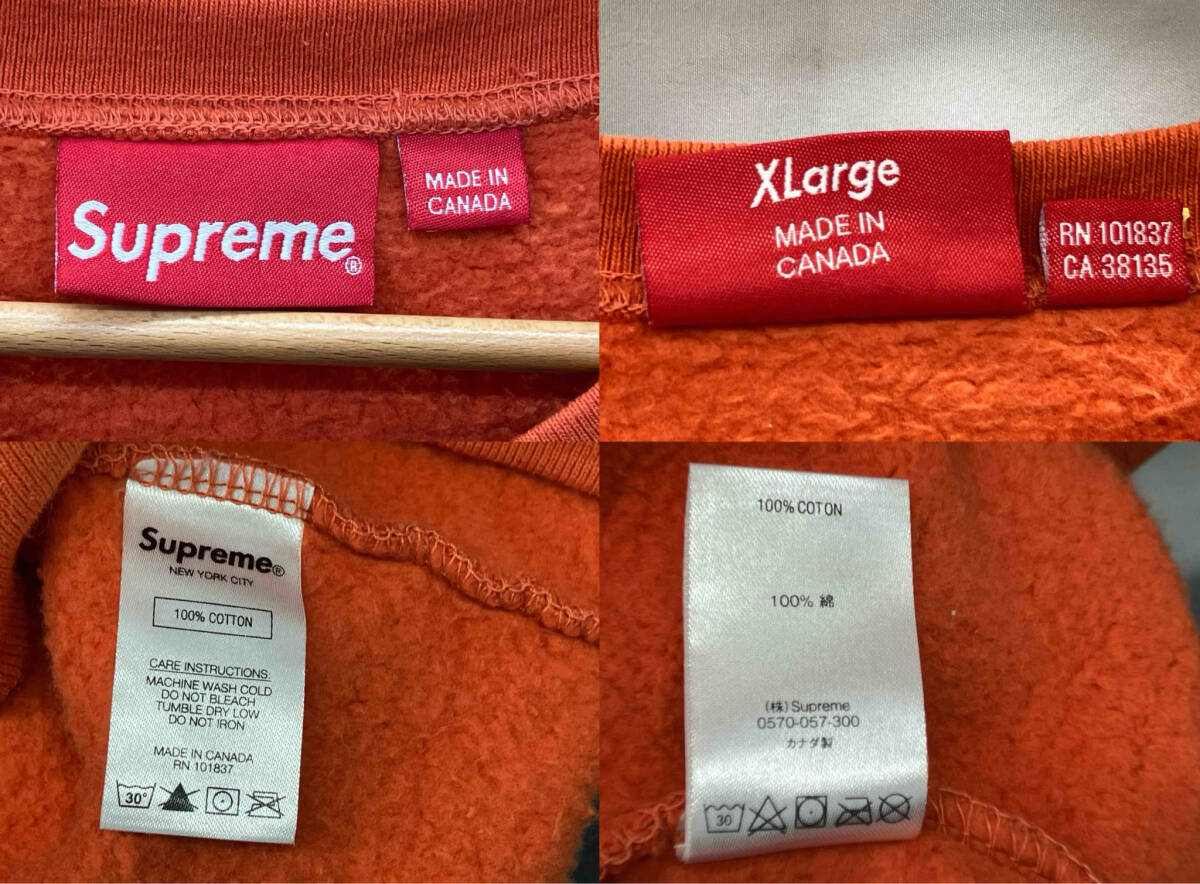 Supreme®
MADE IN
CANADA
XLarge
MADE IN
CANADA
RN 101837
CA 38135
Supreme®
NEW YORK CITY
100% COTTON
CARE INSTRUCTIONS:
MACHINE WASH COLD
DO NOT BLEACH
TUMBLE DRY LOW
DO NOT IRON
MADE IN CANADA
RN 101837
30°
100% COTON
100% 綿
(株)Supreme
0570-057-300
カナダ製
30